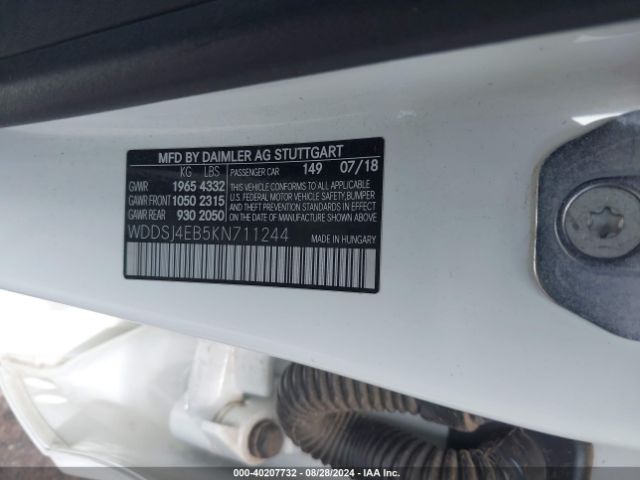 MFD BY DAIMLER AG STUTTGART
KG LBS PASSENGER CAR 149 07/18
GVWR 1965 4332 THIS VEHICLE CONFORMS TO ALL APPLICABLE
GAWR FRONT 1050 2315 U.S. FEDERAL MOTOR VEHICLE SAFETY, BUMPER
GAWR REAR 930 2050 AND THEFT PREVENTION STANDARDS IN EFFECT
ON THE DATE OF MANUFACTURE SHOWN ABOVE.
WDDSJ4EB5KN711244 MADE IN HUNGARY
000-40207732 - 08/28/2024 - IAA Inc.